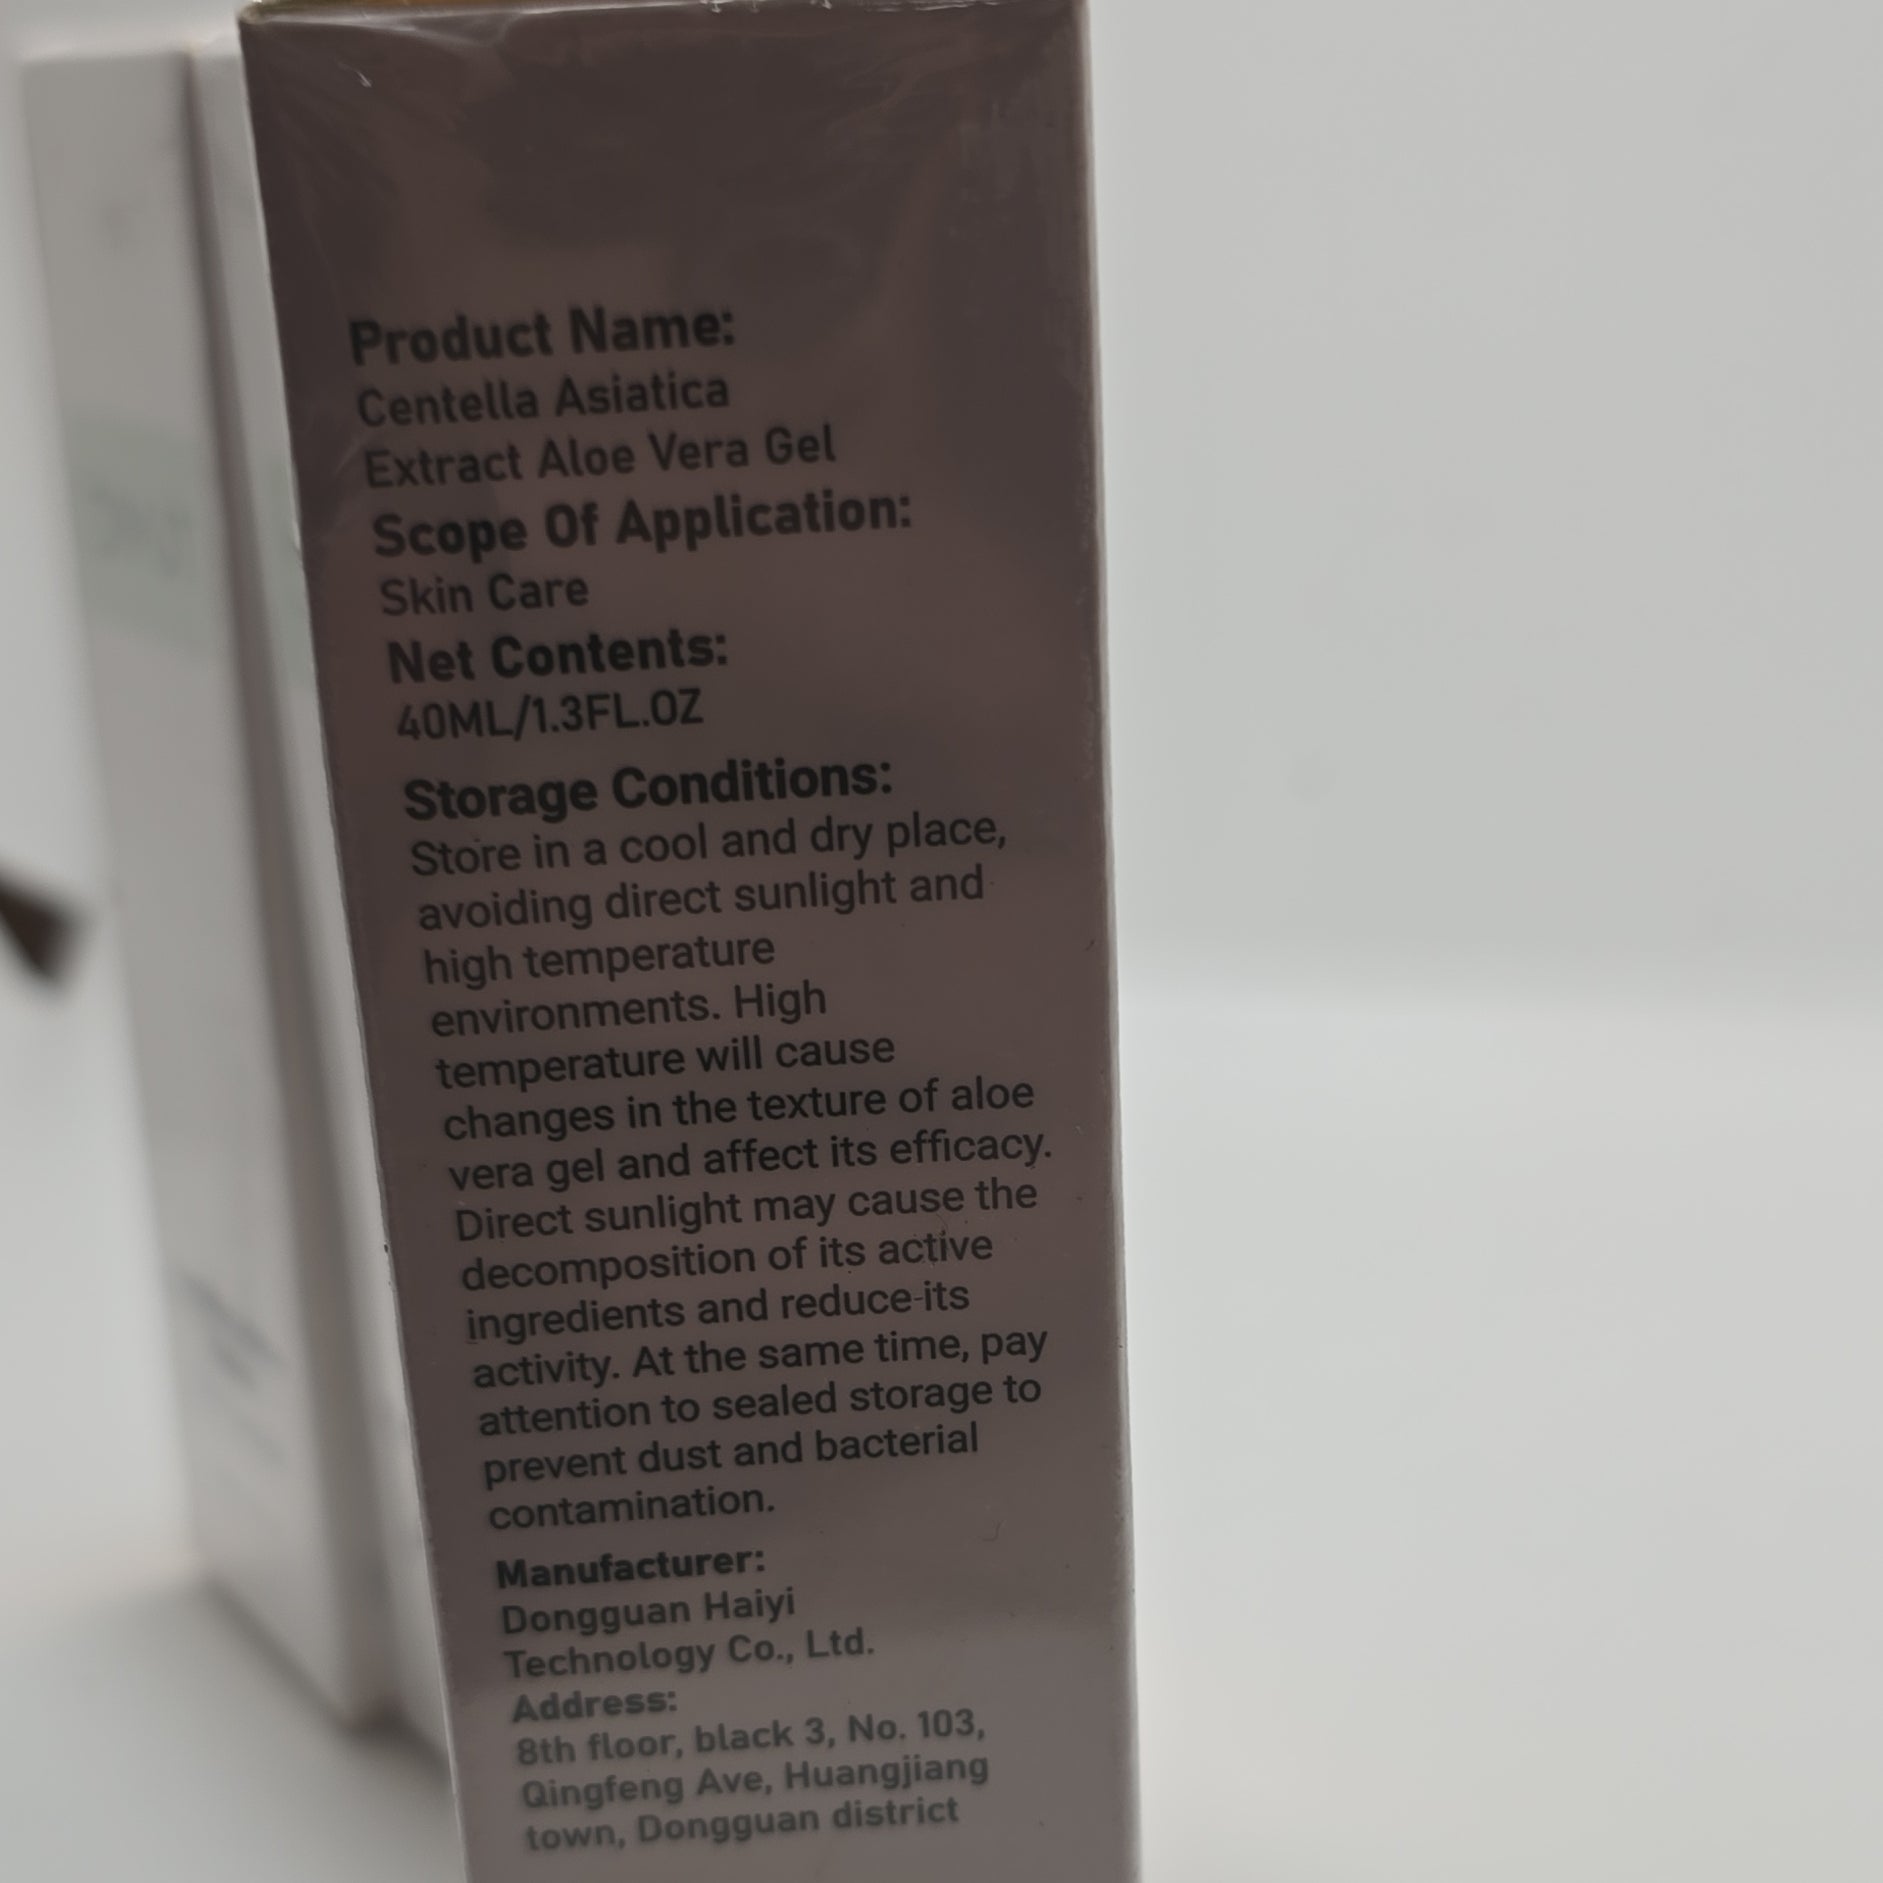 Product Name:
Centella Asiatica
Extract Aloe Vera Gel
Scope Of Application:
Skin Care
Net Contents:
40ML/1.3FL.OZ
Storage Conditions:
Store in a cool and dry place,
avoiding direct sunlight and
high temperature
environments. High
temperature will cause
changes in the texture of aloe
vera gel and affect its efficacy.
Direct sunlight may cause the
decomposition of its active
ingredients and reduce its
activity. At the same time, pay
attention to sealed storage to
prevent dust and bacterial
contamination.
Manufacturer:
Dongguan Haiyi
Technology Co., Ltd.
Address:
8th floor, black 3, No. 103,
Qingfeng Ave, Huangjiang
town, Dongguan district